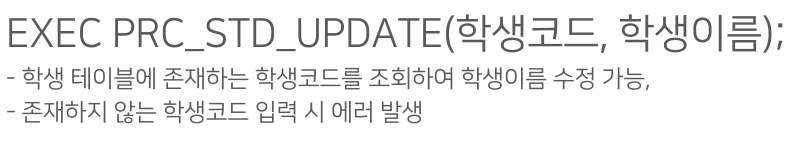 EXEC PRC_STD_UPDATE(학생코드, 학생이름);
- 학생 테이블에 존재하는 학생코드를 조회하여 학생이름 수정 가능,
- 존재하지 않는 학생코드 입력 시 에러 발생